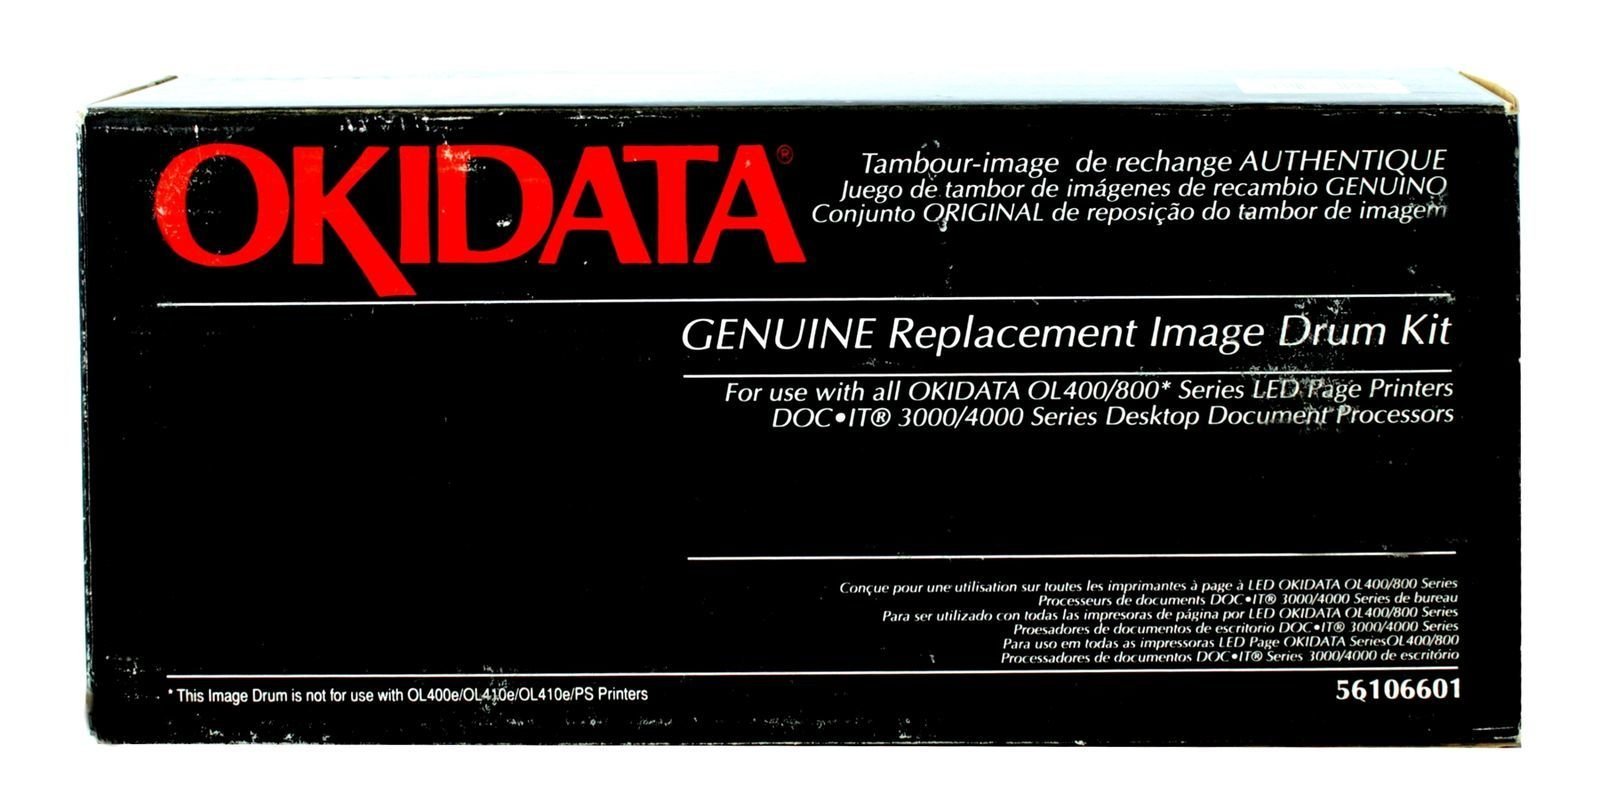 OKIDATA®
Tambour-image de rechange AUTHENTIQUE
Juego de tambor de imágenes de recambio GENUINO
Conjunto ORIGINAL de reposição do tambor de imagem
GENUINE Replacement Image Drum Kit
For use with all OKIDATA OL400/800* Series LED Page Printers
DOC•IT® 3000/4000 Series Desktop Document Processors
Conçue pour une utilisation sur toutes les imprimantes à page à LED OKIDATA OL400/800 Series
Processeurs de documents DOC•IT® 3000/4000 Series de bureau
Para ser utilizado con todas las impresoras de página por LED OKIDATA OL400/800 Series
Proesadores de documentos de escritorio DOC•IT® 3000/4000 Series
Para uso em todas as impressoras LED Page OKIDATA SeriesOL400/800
Processadores de documentos DOC•IT® Series 3000/4000 de escritório
* This Image Drum is not for use with OL400e/OL410e/OL410e/PS Printers
56106601